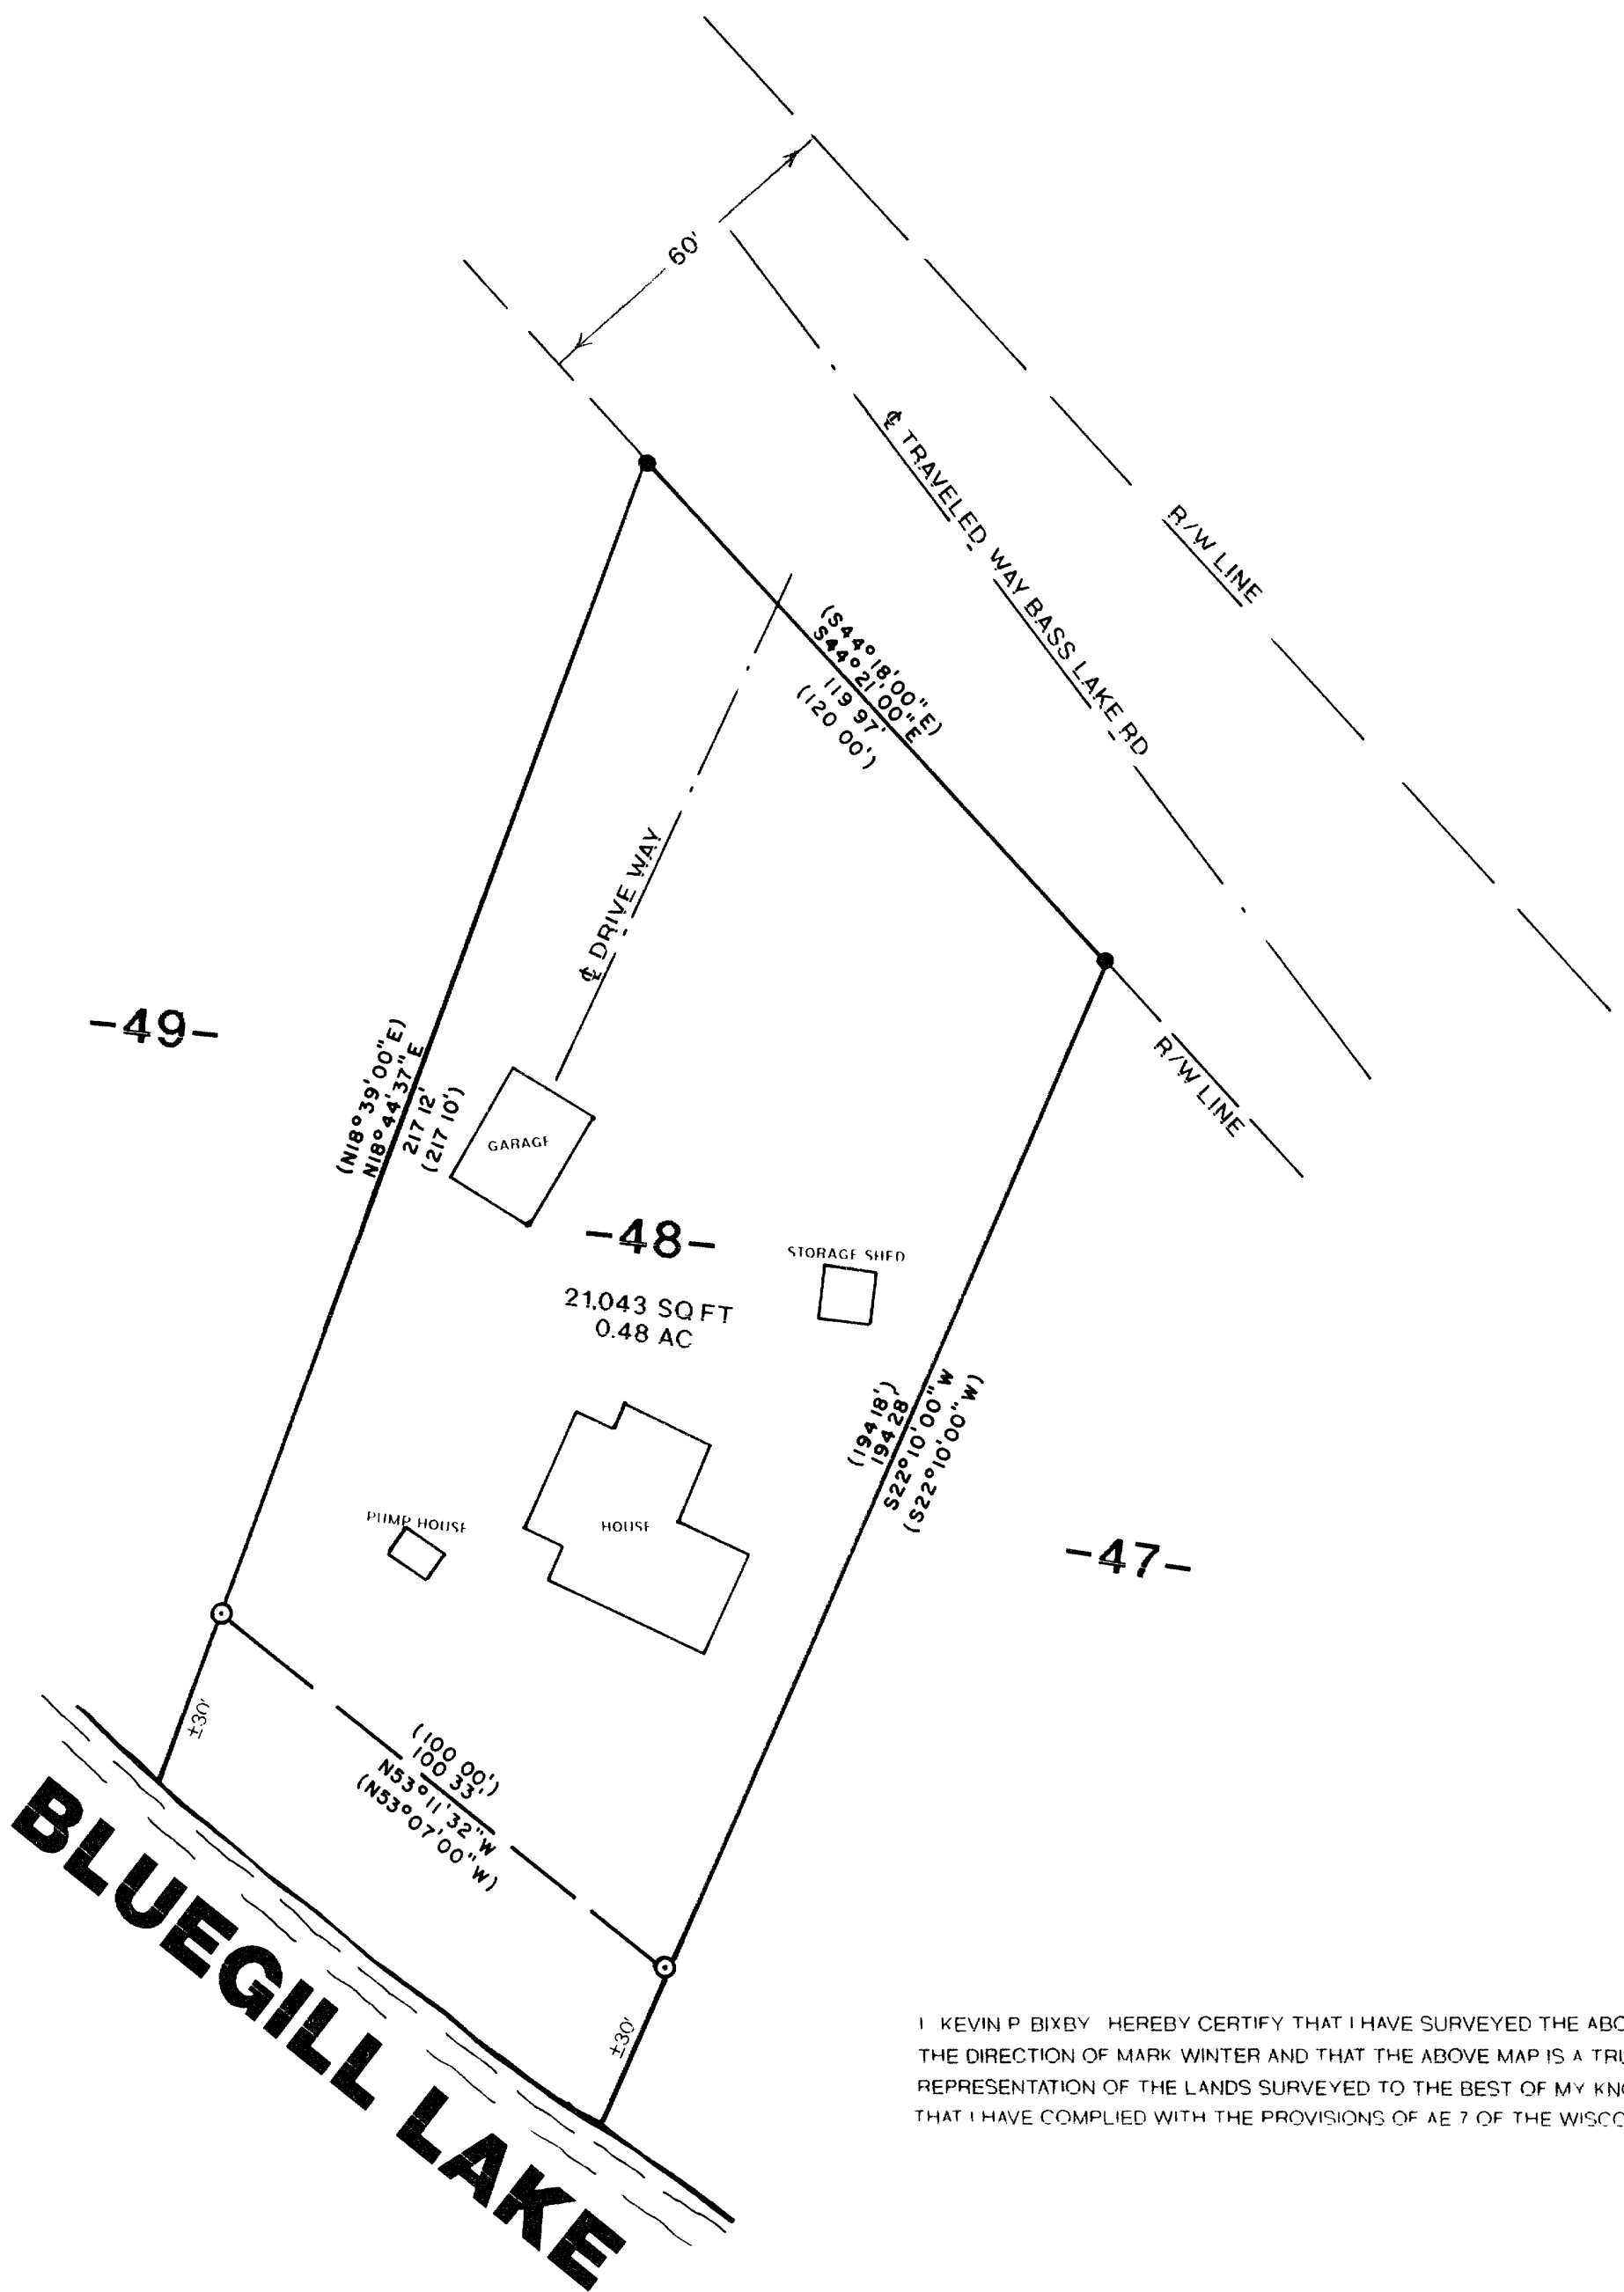 60'
℄ TRAVELED WAY BASS LAKE RD
R/W LINE
(S44°18'00"E)
S44°21'00"E
119 97'
(120 00')
℄ DRIVE WAY
R/W LINE
-49-
(N18°39'00"E)
N18°44'37"E
217 12'
(217 10')
GARAGE
-48-
21,043 SQ FT
0.48 AC
STORAGE SHED
(194 18')
194 28'
S22°10'00"W
(S22°10'00"W)
PUMP HOUSE
HOUSE
-47-
±30'
(100 00')
100 33'
N53°11'32"W
(N53°07'00"W)
±30'
BLUEGILL LAKE
I KEVIN P BIXBY HEREBY CERTIFY THAT I HAVE SURVEYED THE ABO
THE DIRECTION OF MARK WINTER AND THAT THE ABOVE MAP IS A TRU
REPRESENTATION OF THE LANDS SURVEYED TO THE BEST OF MY KNO
THAT I HAVE COMPLIED WITH THE PROVISIONS OF AE 7 OF THE WISCO